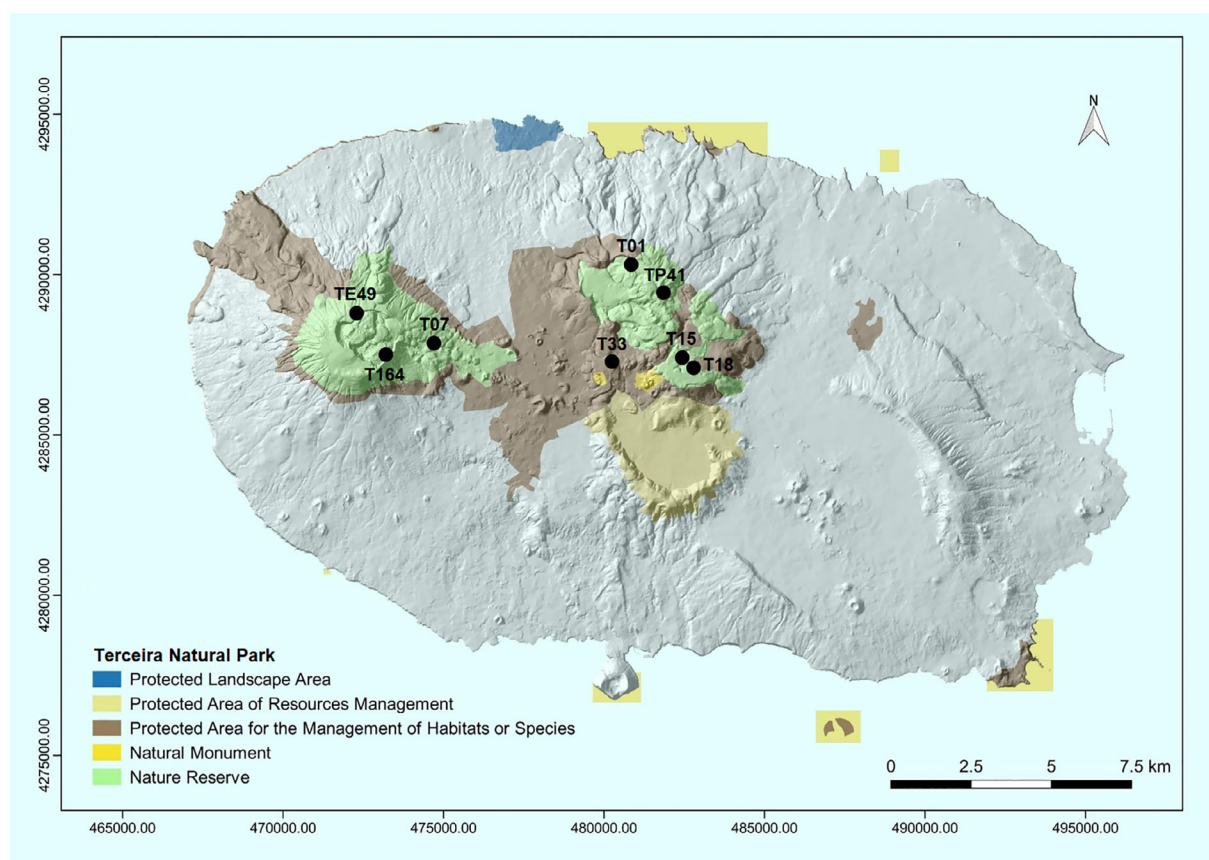 N
4295000.00
4290000.00
4285000.00
4280000.00
4275000.00
T01
TP41
TE49
T07
T33
T15
T18
T164
Terceira Natural Park
Protected Landscape Area
Protected Area of Resources Management
Protected Area for the Management of Habitats or Species
Natural Monument
Nature Reserve
0 2.5 5 7.5 km
465000.00 470000.00 475000.00 480000.00 485000.00 490000.00 495000.00